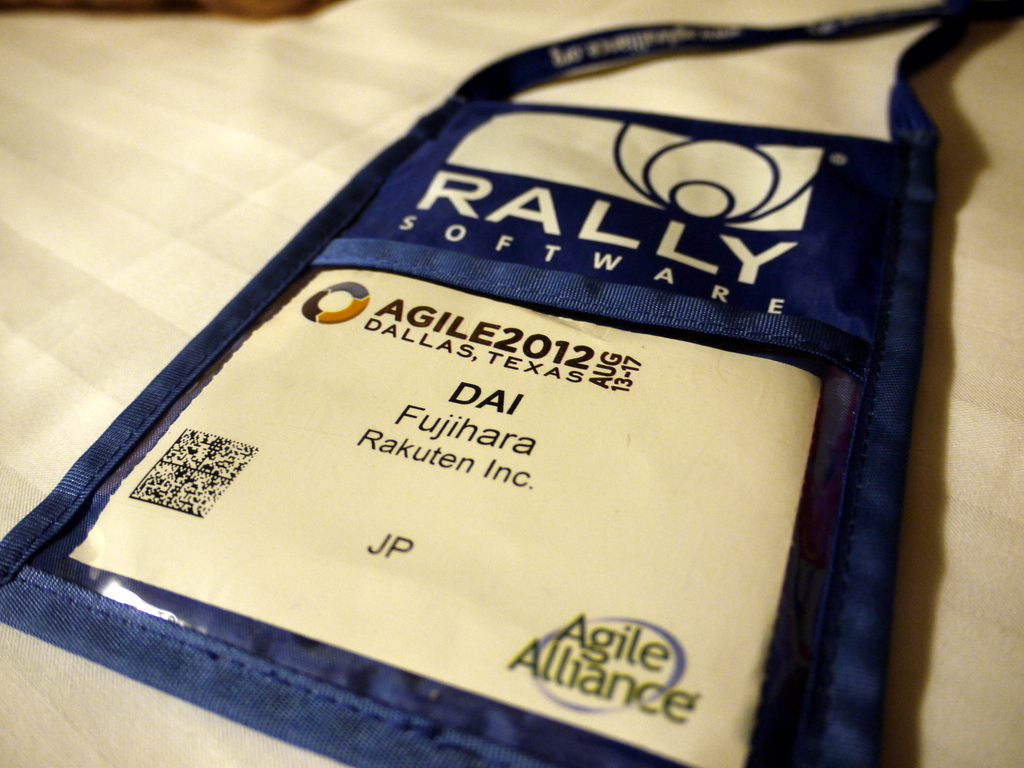 RALLY®
SOFTWARE
AGILE2012
DALLAS, TEXAS
AUG
13-17
DAI
Fujihara
Rakuten Inc.
JP
Agile
Alliance